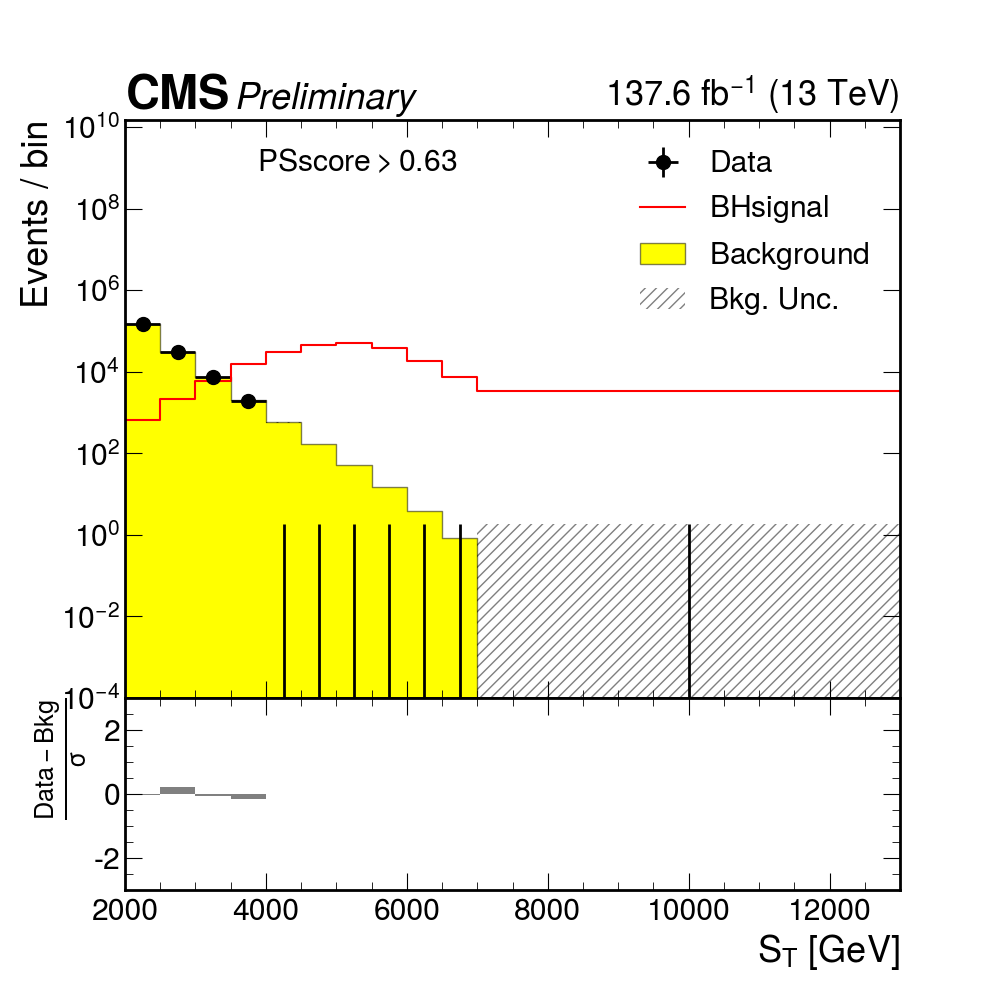 CMS Preliminary 137.6 fb⁻¹ (13 TeV)
Events / bin
10¹⁰
10⁸
10⁶
10⁴
10²
10⁰
10⁻²
10⁻⁴
PSscore > 0.63
Data
BHsignal
Background
Bkg. Unc.
Data − Bkg
σ
2
0
-2
2000 4000 6000 8000 10000 12000
S_T [GeV]